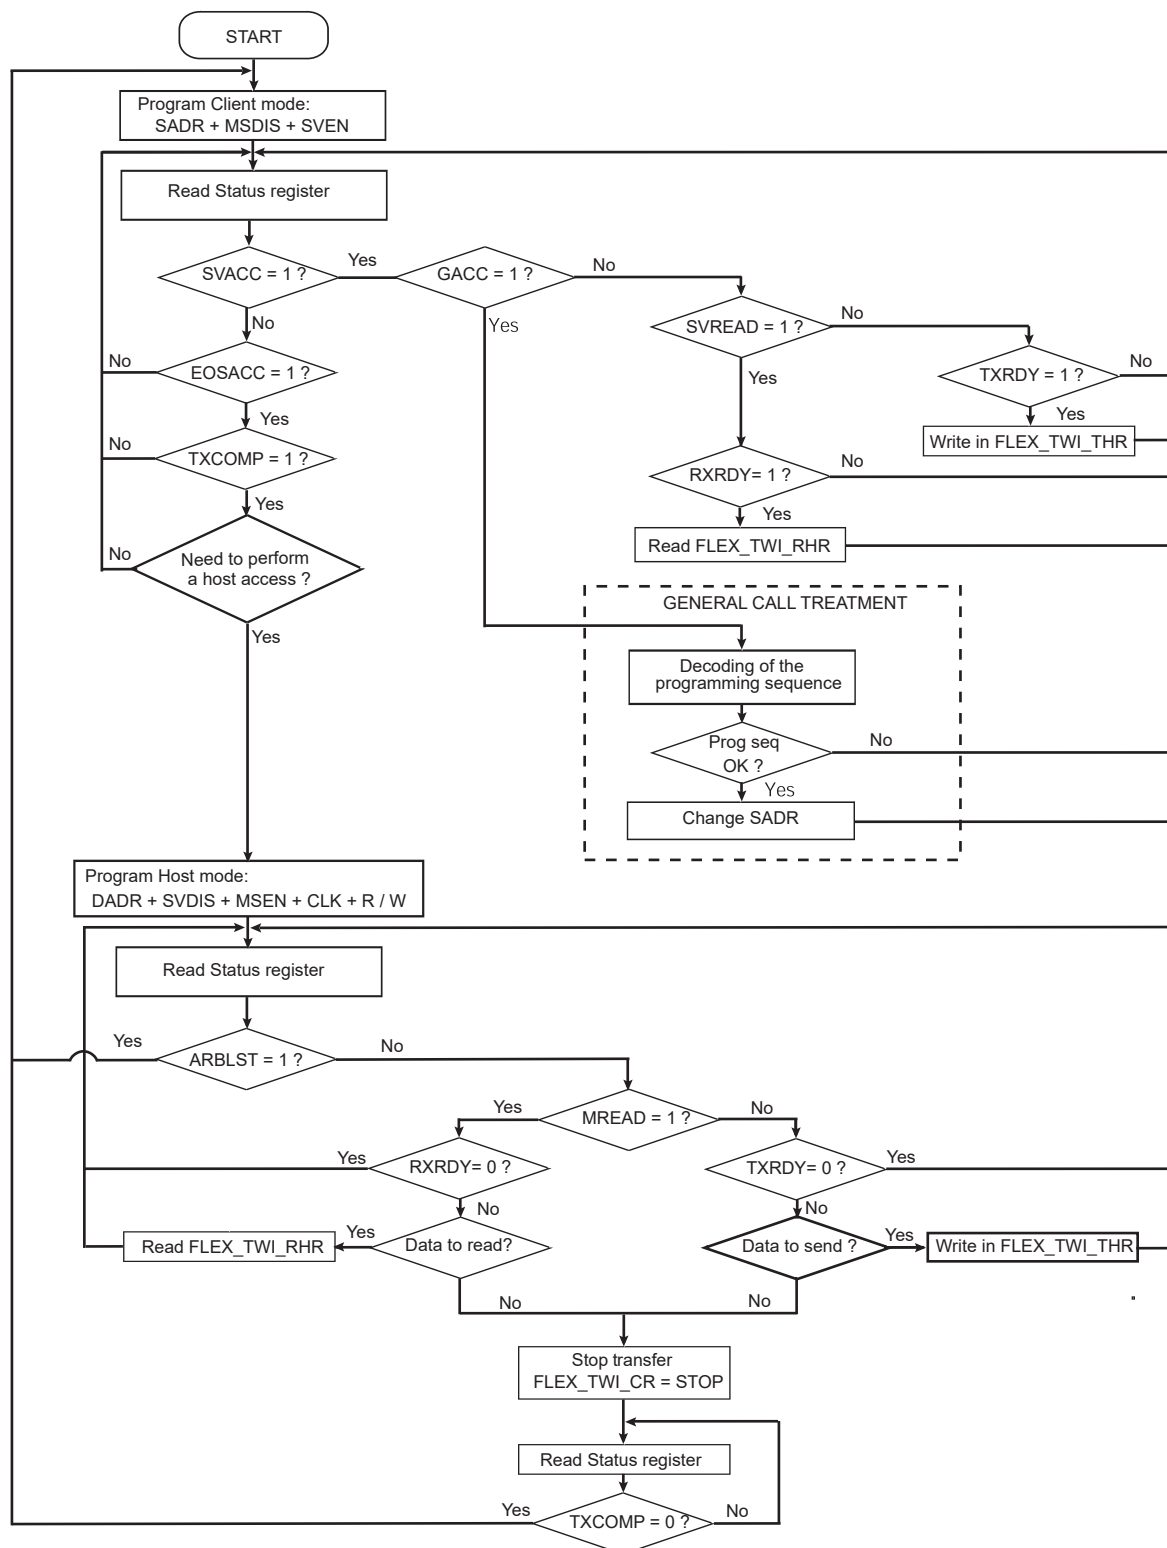 START
Program Client mode:
SADR + MSDIS + SVEN
Read Status register
SVACC = 1 ?
Yes
GACC = 1 ?
No
No
Yes
SVREAD = 1 ?
No
No
EOSACC = 1 ?
Yes
TXRDY = 1 ?
No
Yes
Yes
No
TXCOMP = 1 ?
Write in FLEX_TWI_THR
RXRDY= 1 ?
No
Yes
Yes
No
Need to perform
a host access ?
Read FLEX_TWI_RHR
Yes
GENERAL CALL TREATMENT
Decoding of the
programming sequence
Prog seq
OK ?
No
Yes
Change SADR
Program Host mode:
DADR + SVDIS + MSEN + CLK + R / W
Read Status register
Yes
ARBLST = 1 ?
No
Yes
MREAD = 1 ?
No
Yes
RXRDY= 0 ?
TXRDY= 0 ?
Yes
No
No
Read FLEX_TWI_RHR
Yes
Data to read?
Data to send ?
Yes
Write in FLEX_TWI_THR
No
No
Stop transfer
FLEX_TWI_CR = STOP
Read Status register
Yes
TXCOMP = 0 ?
No